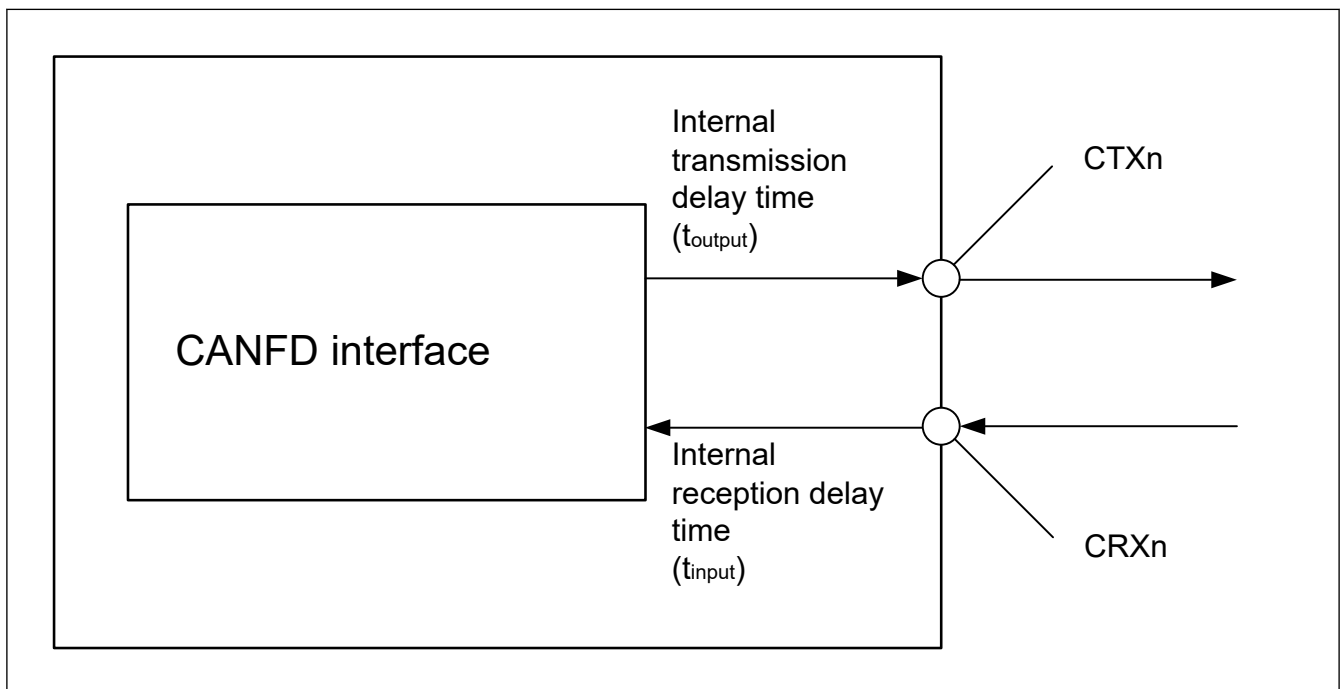 Internal
transmission
delay time
(toutput)
CTXn
CANFD interface
Internal
reception delay
time
(tinput)
CRXn